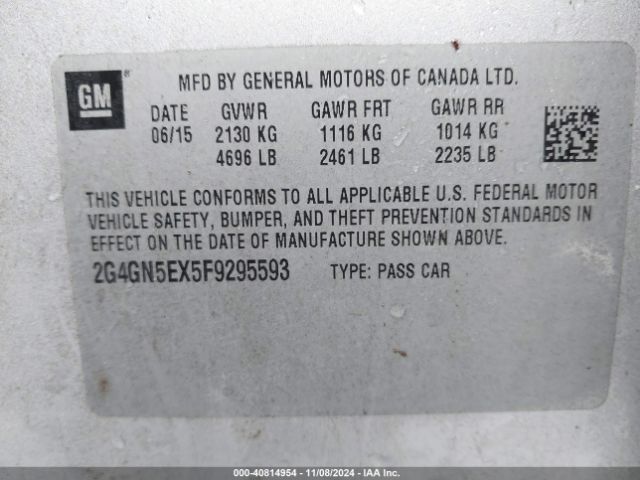 GM ®
MFD BY GENERAL MOTORS OF CANADA LTD.
DATE GVWR GAWR FRT GAWR RR
06/15 2130 KG 1116 KG 1014 KG
4696 LB 2461 LB 2235 LB
THIS VEHICLE CONFORMS TO ALL APPLICABLE U.S. FEDERAL MOTOR
VEHICLE SAFETY, BUMPER, AND THEFT PREVENTION STANDARDS IN
EFFECT ON THE DATE OF MANUFACTURE SHOWN ABOVE.
2G4GN5EX5F9295593 TYPE: PASS CAR
000-40814954 - 11/08/2024 - IAA Inc.